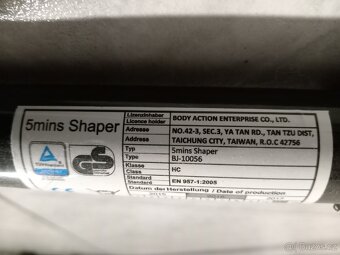 5mins Shaper
Lizenzinhaber
Licence holder
BODY ACTION ENTERPRISE CO., LTD.
Adresse
Address
NO.42-3, SEC.3, YA TAN RD., TAN TZU DIST,
TAICHUNG CITY, TAIWAN, R.O.C 42756
Typ
Type
5mins Shaper
BJ-10056
Klasse
Class
HC
Standard
Standard
EN 957-1:2005
Datum der Herstellung / Date of production